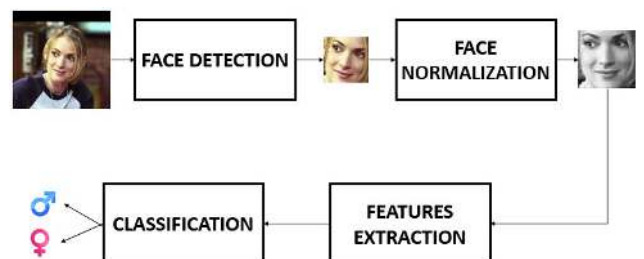 FACE DETECTION
FACE
NORMALIZATION
CLASSIFICATION
FEATURES
EXTRACTION